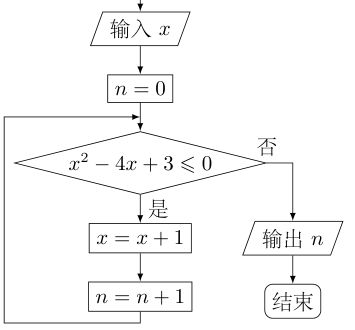 输入 x
n = 0
x² − 4x + 3 ⩽ 0
否
是
x = x + 1
输出 n
n = n + 1
结束